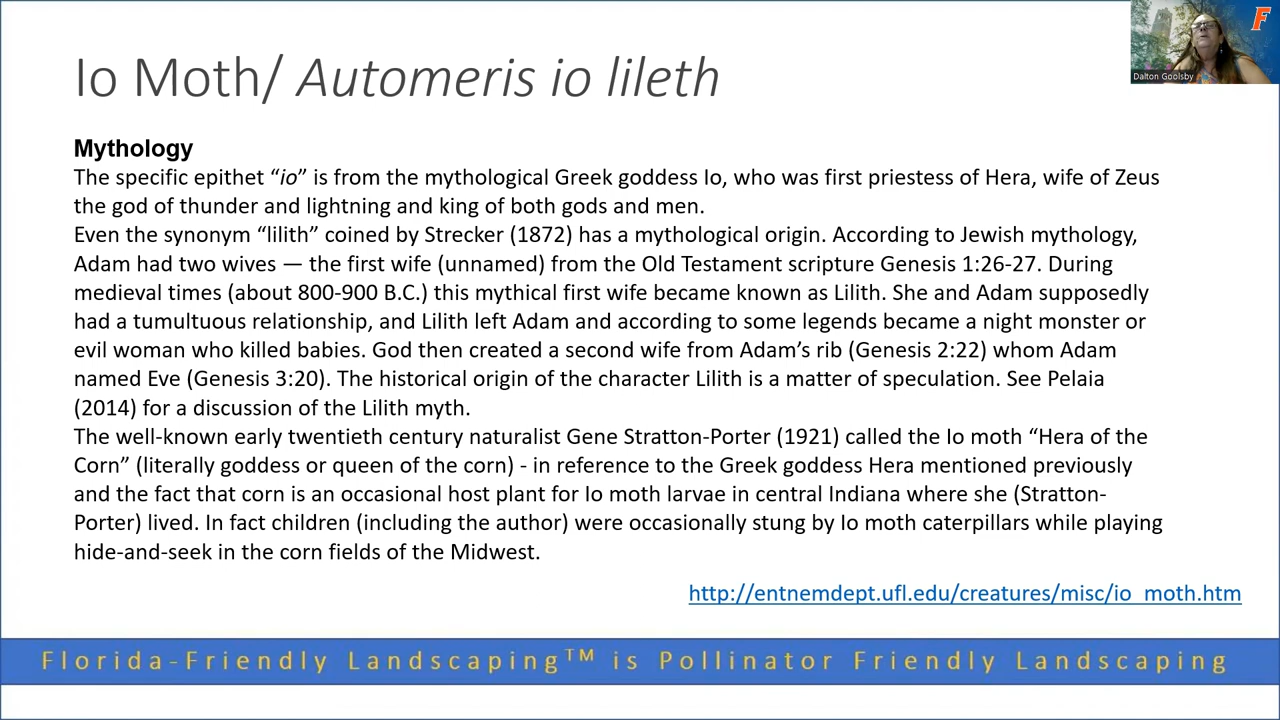 Io Moth/ Automeris io lileth
F
Dalton Goolsby
Mythology
The specific epithet “io” is from the mythological Greek goddess Io, who was first priestess of Hera, wife of Zeus
the god of thunder and lightning and king of both gods and men.
Even the synonym “lilith” coined by Strecker (1872) has a mythological origin. According to Jewish mythology,
Adam had two wives — the first wife (unnamed) from the Old Testament scripture Genesis 1:26-27. During
medieval times (about 800-900 B.C.) this mythical first wife became known as Lilith. She and Adam supposedly
had a tumultuous relationship, and Lilith left Adam and according to some legends became a night monster or
evil woman who killed babies. God then created a second wife from Adam’s rib (Genesis 2:22) whom Adam
named Eve (Genesis 3:20). The historical origin of the character Lilith is a matter of speculation. See Pelaia
(2014) for a discussion of the Lilith myth.
The well-known early twentieth century naturalist Gene Stratton-Porter (1921) called the Io moth “Hera of the
Corn” (literally goddess or queen of the corn) - in reference to the Greek goddess Hera mentioned previously
and the fact that corn is an occasional host plant for Io moth larvae in central Indiana where she (Stratton-
Porter) lived. In fact children (including the author) were occasionally stung by Io moth caterpillars while playing
hide-and-seek in the corn fields of the Midwest.
http://entnemdept.ufl.edu/creatures/misc/io_moth.htm
Florida-Friendly Landscaping™ is Pollinator Friendly Landscaping